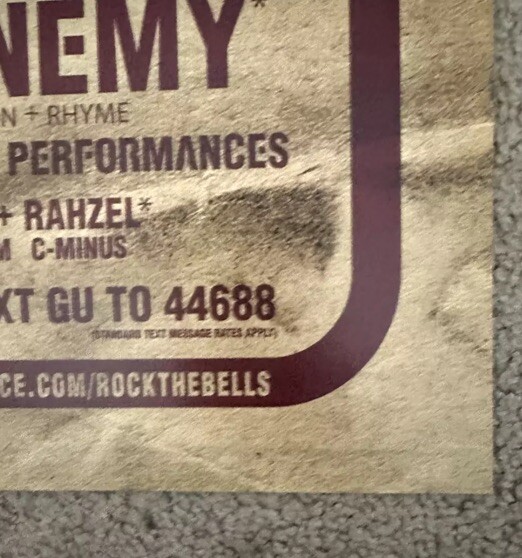 NEMY*
N + RHYME
PERFORMANCES
+ RAHZEL*
M C-MINUS
XT GU TO 44688
(STANDARD TEXT MESSAGE RATES APPLY)
CE.COM/ROCKTHEBELLS